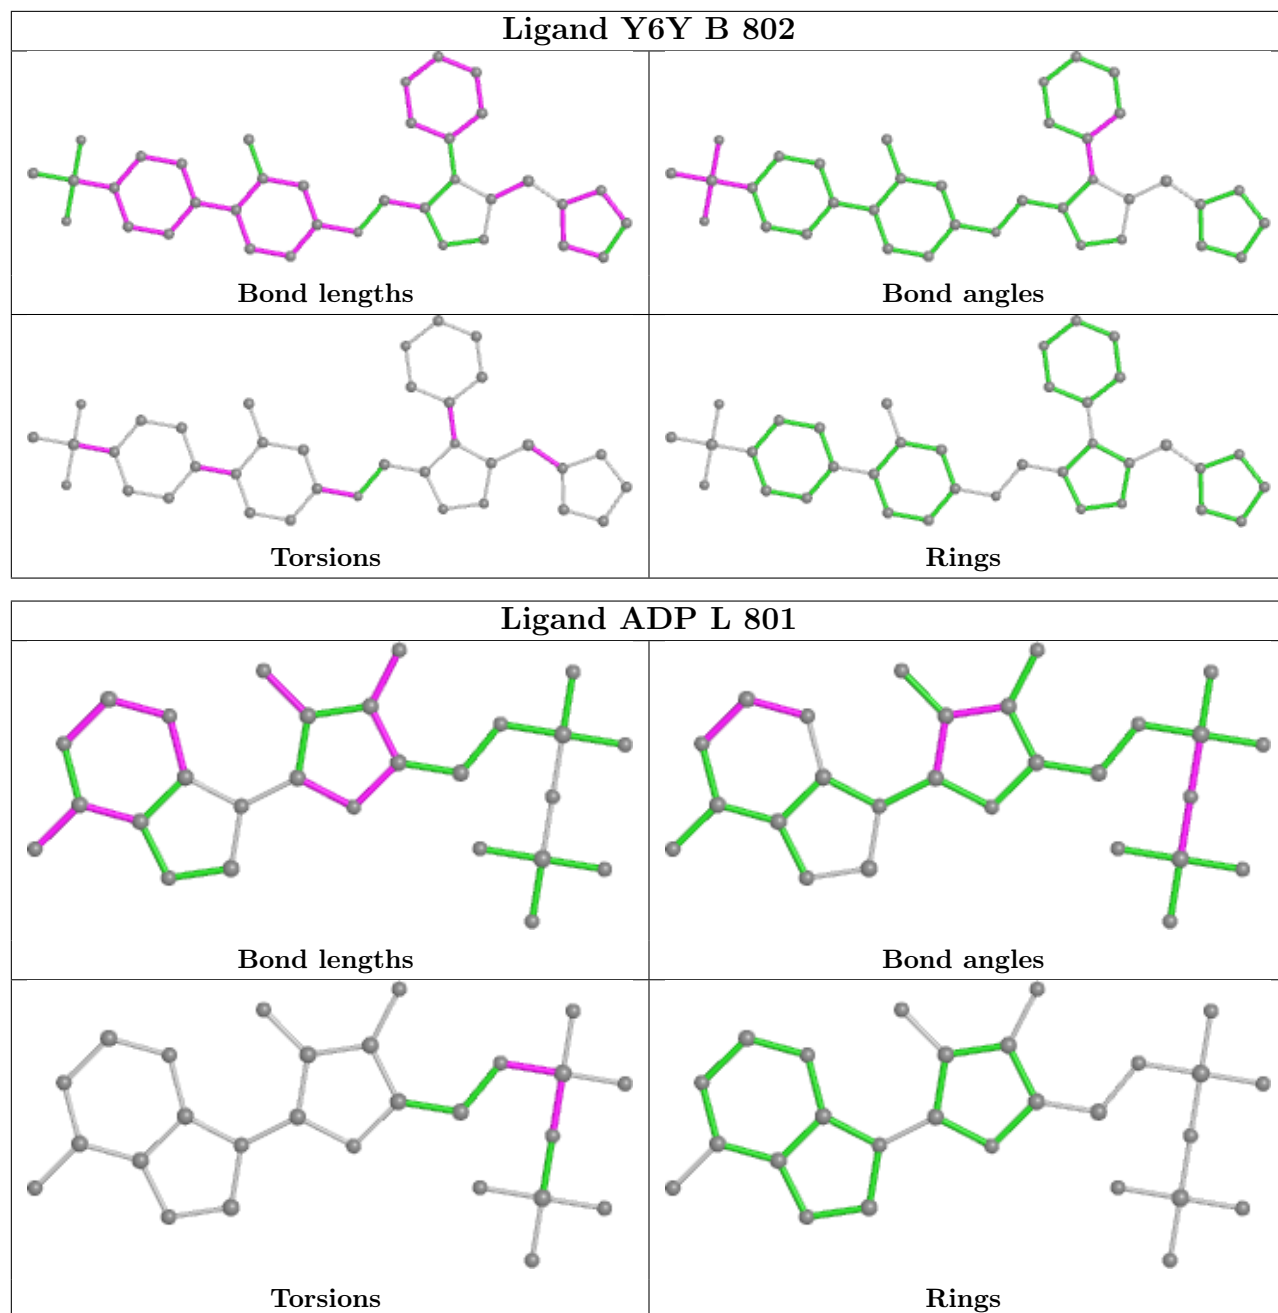 Ligand Y6Y B 802
Bond lengths
Bond angles
Torsions
Rings
Ligand ADP L 801
Bond lengths
Bond angles
Torsions
Rings